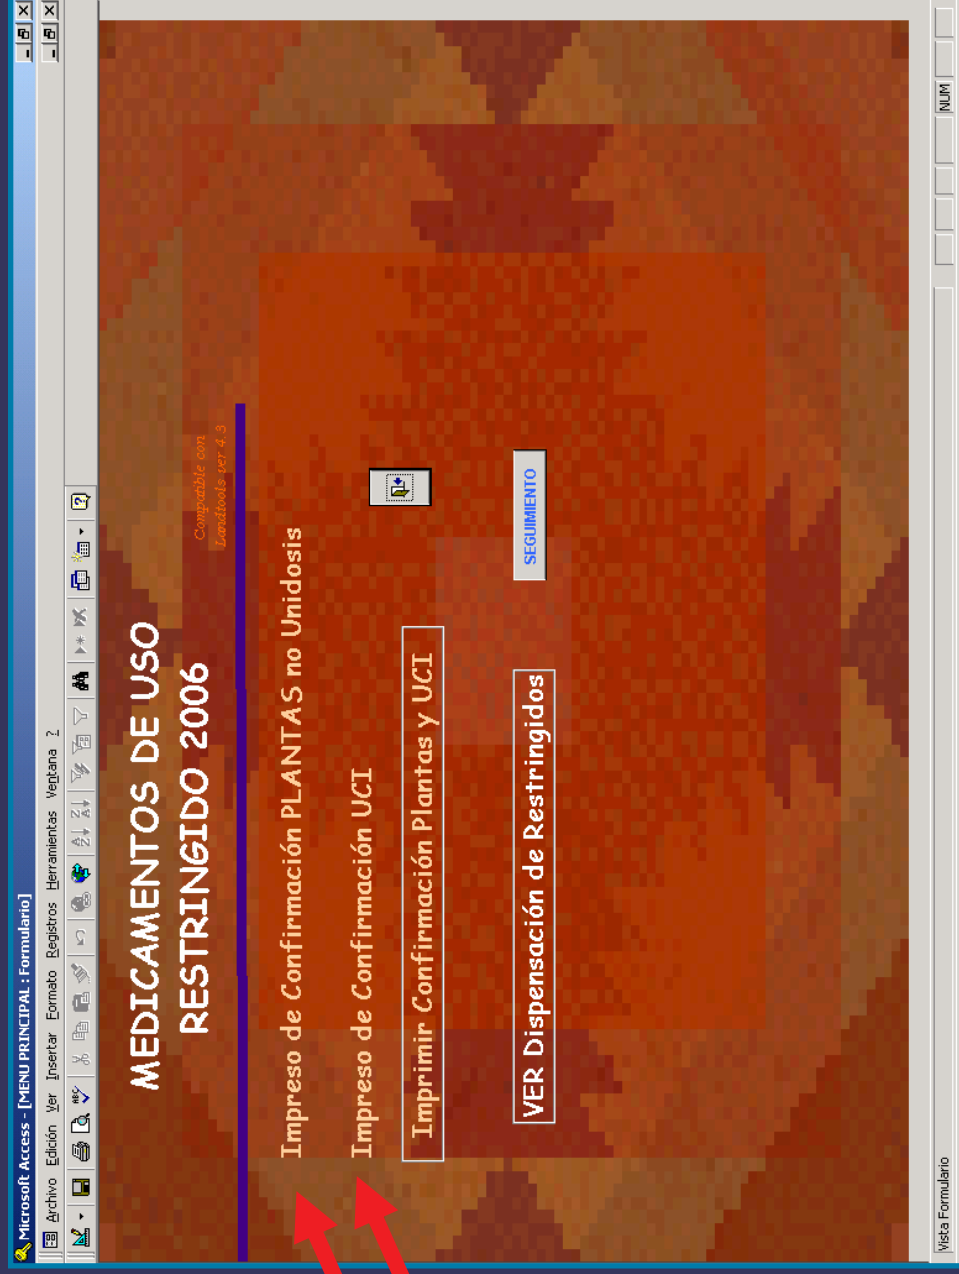 Microsoft Access - [MENU PRINCIPAL : Formulario]
Archivo Edición Ver Insertar Formato Registros Herramientas Ventana ?
MEDICAMENTOS DE USO
RESTRINGIDO 2006
Compatible con
Landtools ver 4.3
Impreso de Confirmación PLANTAS no Unidosis
Impreso de Confirmación UCI
Imprimir Confirmación Plantas y UCI
VER Dispensación de Restringidos
SEGUIMIENTO
Vista Formulario
NUM